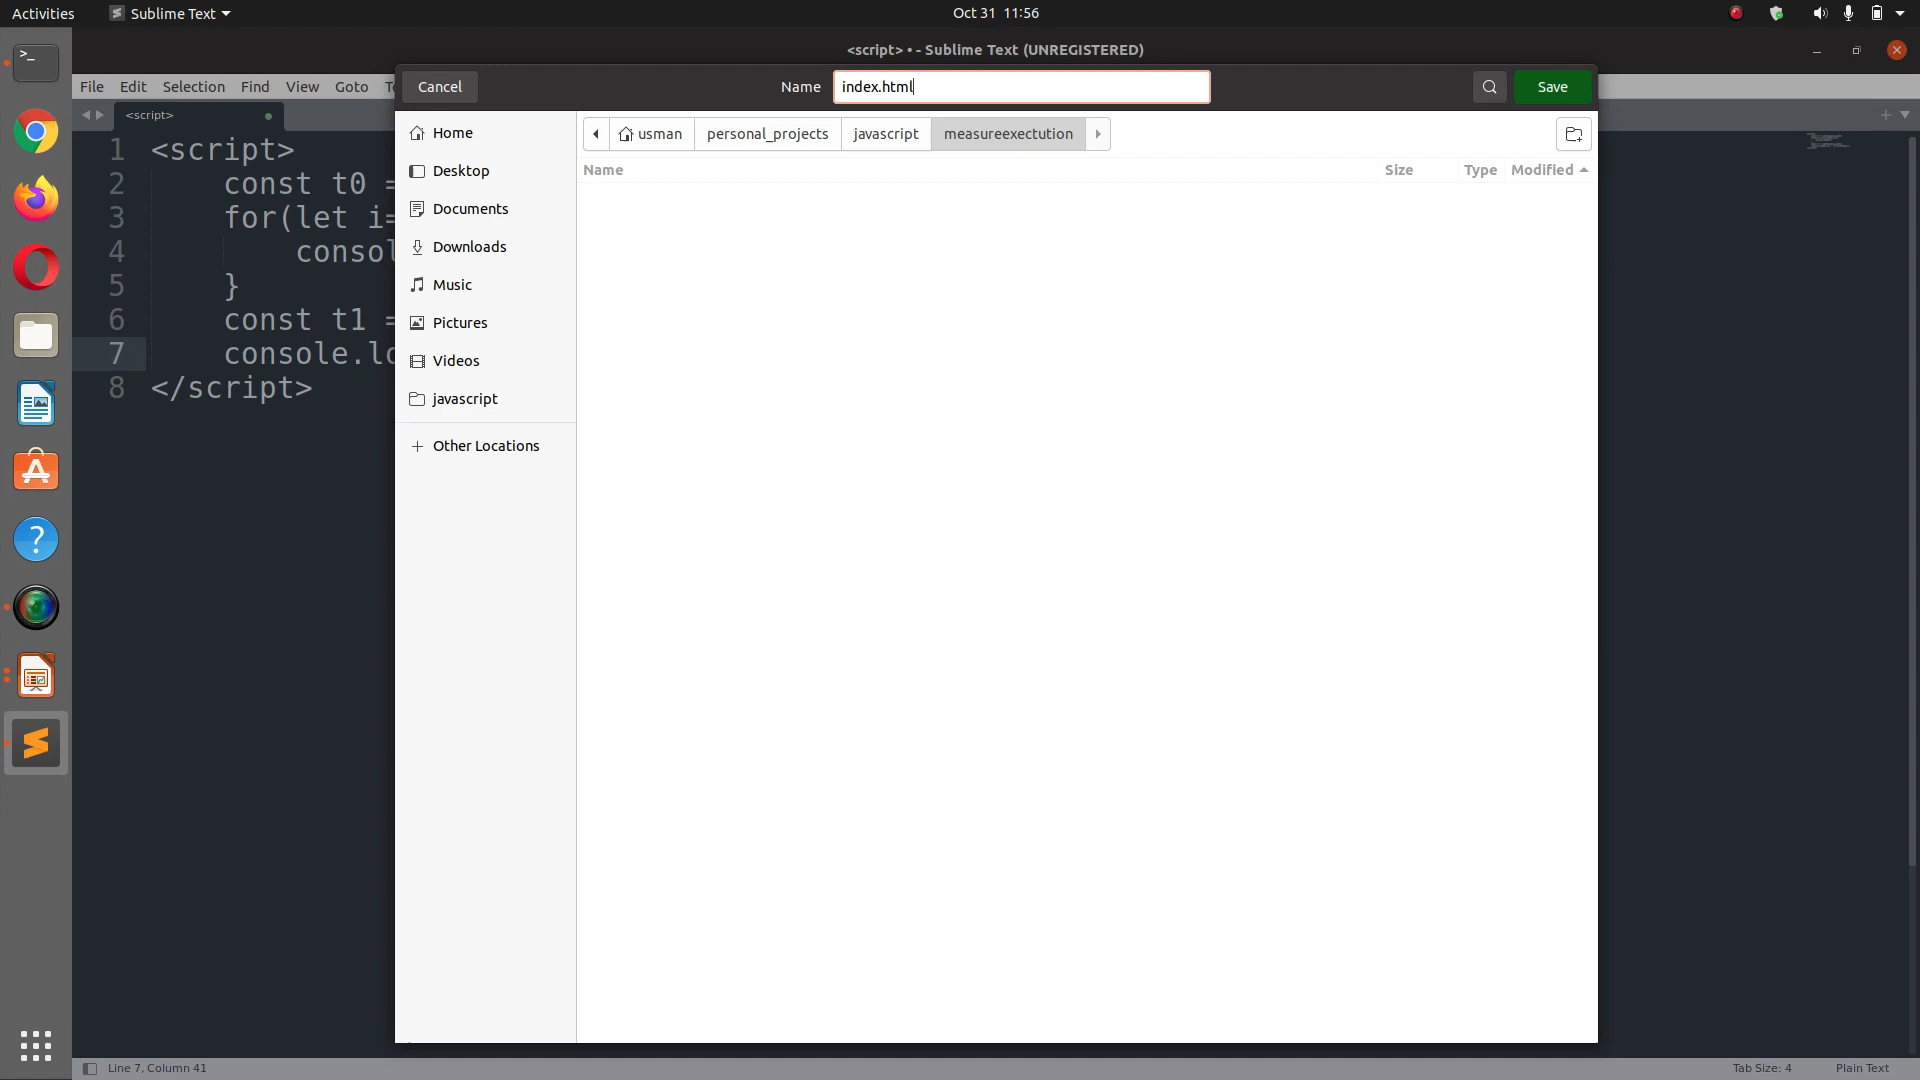 Activities
Sublime Text
Oct 31 11:56
<script> • - Sublime Text (UNREGISTERED)
File Edit Selection Find View Goto
Cancel
Name
index.html
Save
<script>
1 <script>
2 const t0 =
3 for(let i=
4 consol
5 }
6 const t1 =
7 console.lo
8 </script>
Home
Desktop
Documents
Downloads
Music
Pictures
Videos
javascript
Other Locations
usman
personal_projects
javascript
measureexectution
Name
Size
Type
Modified
Line 7, Column 41
Tab Size: 4
Plain Text